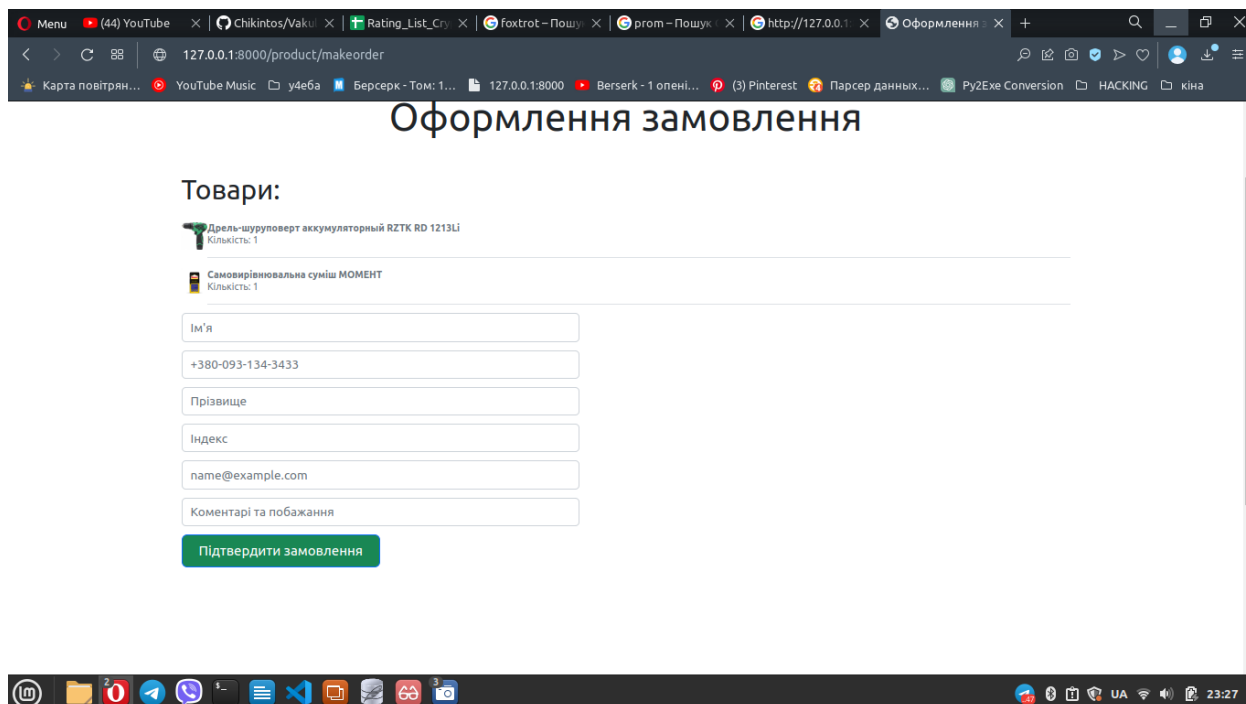 Menu (44) YouTube Chikintos/Vakul Rating_List_Cry foxtrot – Пошук prom – Пошук G http://127.0.0.1: Оформлення з
127.0.0.1:8000/product/makeorder
Карта повітрян... YouTube Music у4еба Берсерк - Том: 1... 127.0.0.1:8000 Berserk - 1 опені... (3) Pinterest Парсер данных... Py2Exe Conversion HACKING кіна
Оформлення замовлення
Товари:
Дрель-шуруповерт аккумуляторный RZTK RD 1213Li
Кількість: 1
Самовирівнювальна суміш МОМЕНТ
Кількість: 1
Ім'я
+380-093-134-3433
Прізвище
Індекс
name@example.com
Коментарі та побажання
Підтвердити замовлення
2 3 UA 23:27